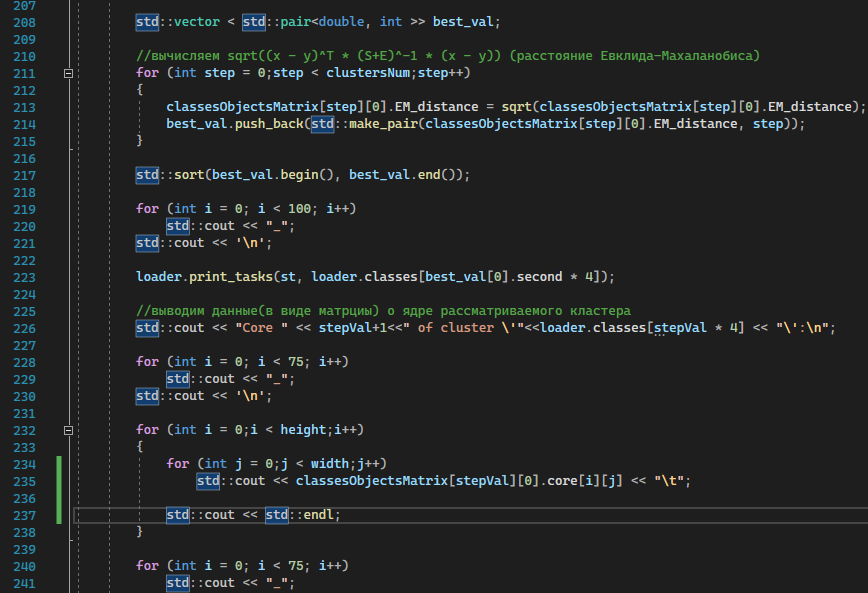 207
208 std::vector < std::pair<double, int >> best_val;
209
210 //вычисляем sqrt((x - y)^T * (S+E)^-1 * (x - y)) (расстояние Евклида-Махаланобиса)
211 for (int step = 0;step < clustersNum;step++)
212 {
213 classesObjectsMatrix[step][0].EM_distance = sqrt(classesObjectsMatrix[step][0].EM_distance);
214 best_val.push_back(std::make_pair(classesObjectsMatrix[step][0].EM_distance, step));
215 }
216
217 std::sort(best_val.begin(), best_val.end());
218
219 for (int i = 0; i < 100; i++)
220 std::cout << "_";
221 std::cout << '\n';
222
223 loader.print_tasks(st, loader.classes[best_val[0].second * 4]);
224
225 //выводим данные(в виде матрциы) о ядре рассматриваемого кластера
226 std::cout << "Core " << stepVal+1<<" of cluster \'"<<loader.classes[stepVal * 4] << "\':\n";
227
228 for (int i = 0; i < 75; i++)
229 std::cout << "_";
230 std::cout << '\n';
231
232 for (int i = 0;i < height;i++)
233 {
234 for (int j = 0;j < width;j++)
235 std::cout << classesObjectsMatrix[stepVal][0].core[i][j] << "\t";
236
237 std::cout << std::endl;
238 }
239
240 for (int i = 0; i < 75; i++)
241 std::cout << "_";